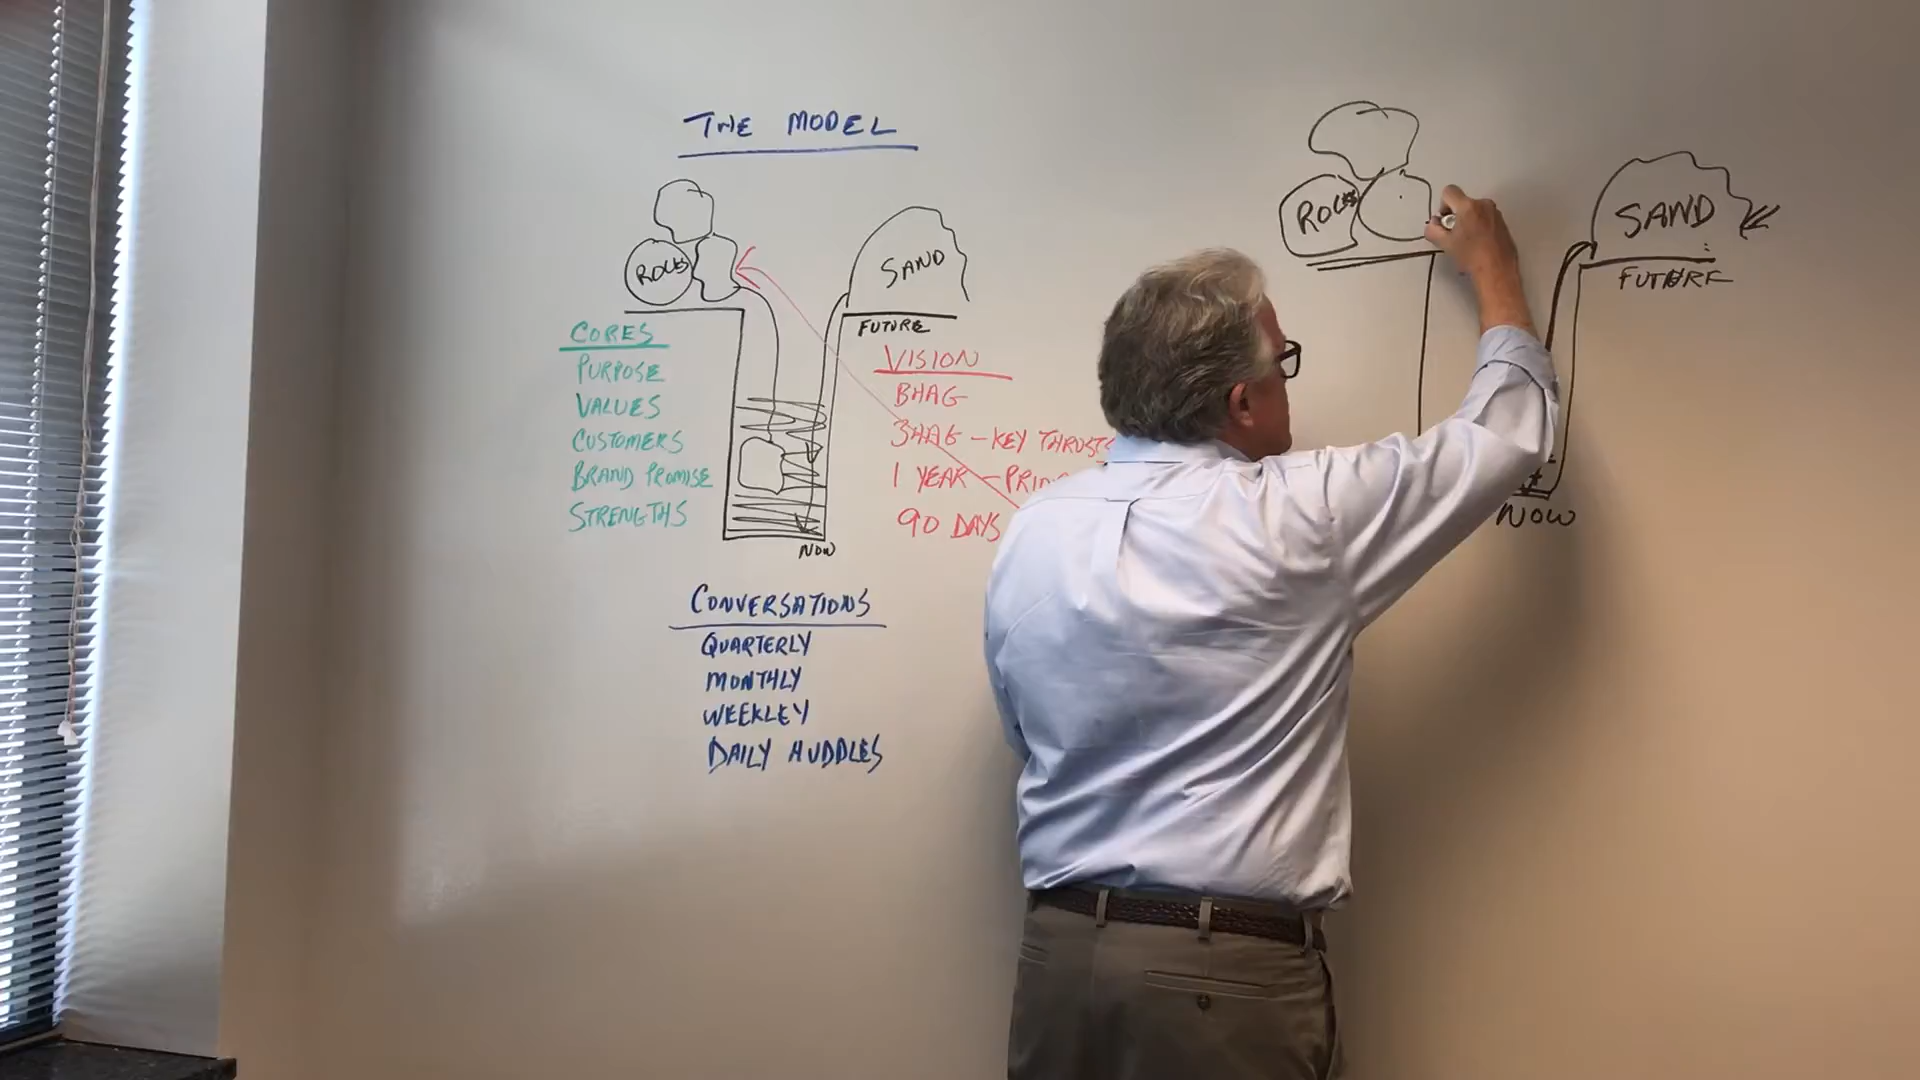 THE MODEL
ROCKS
SAND
FUTURE
CORES
PURPOSE
VALUES
CUSTOMERS
BRAND PROMISE
STRENGTHS
NOW
VISION
BHAG
3HAG - KEY THRUSTS
1 YEAR -
90 DAYS
CONVERSATIONS
QUARTERLY
MONTHLY
WEEKLEY
DAILY HUDDLES
ROCKS
SAND
FUTURE
NOW